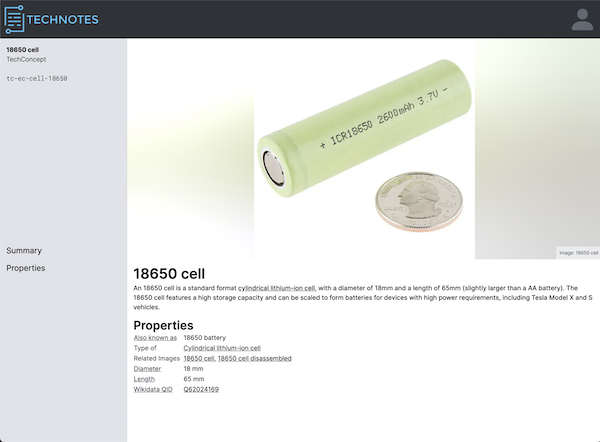 TECHNOTES
18650 cell
TechConcept
tc-ec-cell-18650
Summary
Properties
+ ICR18650 2600mAh 3.7V -
Image: 18650 cell
18650 cell
An 18650 cell is a standard format cylindrical lithium-ion cell, with a diameter of 18mm and a length of 65mm (slightly larger than a AA battery). The
18650 cell features a high storage capacity and can be scaled to form batteries for devices with high power requirements, including Tesla Model X and S
vehicles.
Properties
Also known as 18650 battery
Type of Cylindrical lithium-ion cell
Related Images 18650 cell, 18650 cell disassembled
Diameter 18 mm
Length 65 mm
Wikidata QID Q62024169